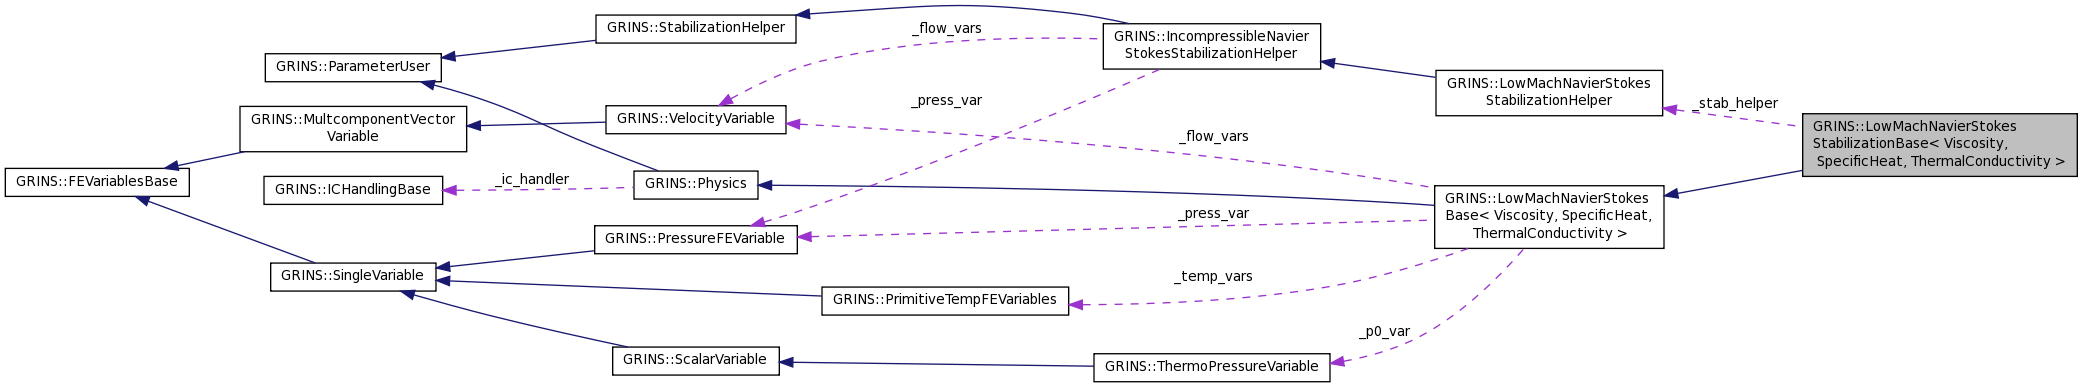 GRINS::StabilizationHelper
_flow_vars
GRINS::IncompressibleNavier
StokesStabilizationHelper
GRINS::ParameterUser
GRINS::LowMachNavierStokes
StabilizationHelper
_stab_helper
_press_var
GRINS::MultcomponentVector
Variable
GRINS::VelocityVariable
_flow_vars
GRINS::LowMachNavierStokes
StabilizationBase< Viscosity,
SpecificHeat, ThermalConductivity >
GRINS::FEVariablesBase
GRINS::ICHandlingBase
_ic_handler
GRINS::Physics
GRINS::LowMachNavierStokes
Base< Viscosity, SpecificHeat,
ThermalConductivity >
_press_var
GRINS::PressureFEVariable
GRINS::SingleVariable
_temp_vars
GRINS::PrimitiveTempFEVariables
_p0_var
GRINS::ScalarVariable
GRINS::ThermoPressureVariable